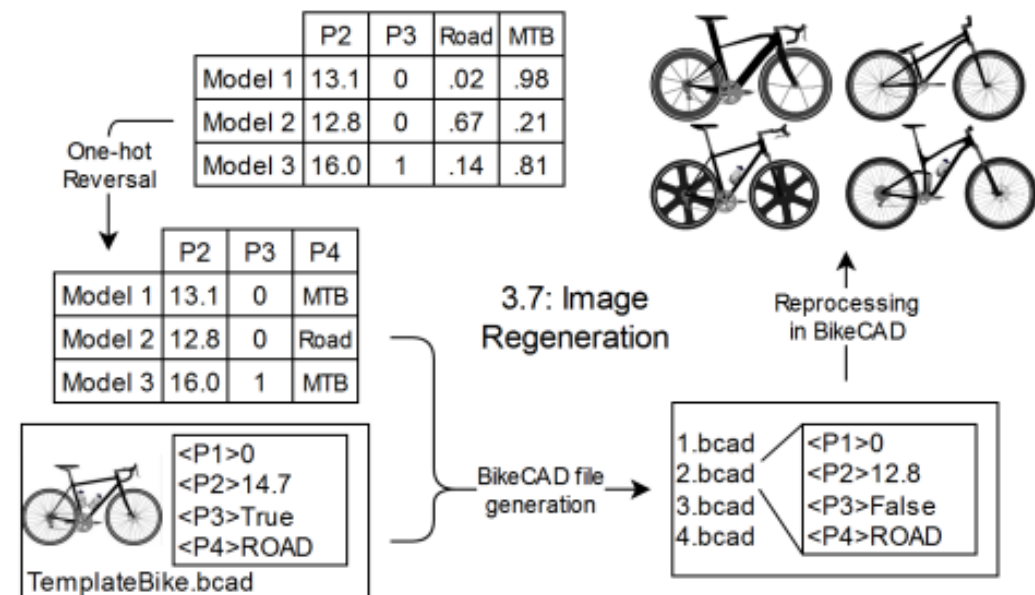 P2 P3 Road MTB
Model 1 13.1 0 .02 .98
Model 2 12.8 0 .67 .21
Model 3 16.0 1 .14 .81
One-hot
Reversal
P2 P3 P4
Model 1 13.1 0 MTB
Model 2 12.8 0 Road
Model 3 16.0 1 MTB
3.7: Image
Regeneration
Reprocessing
in BikeCAD
<P1>0
<P2>14.7
<P3>True
<P4>ROAD
TemplateBike.bcad
BikeCAD file
generation
1.bcad
2.bcad
3.bcad
4.bcad
<P1>0
<P2>12.8
<P3>False
<P4>ROAD